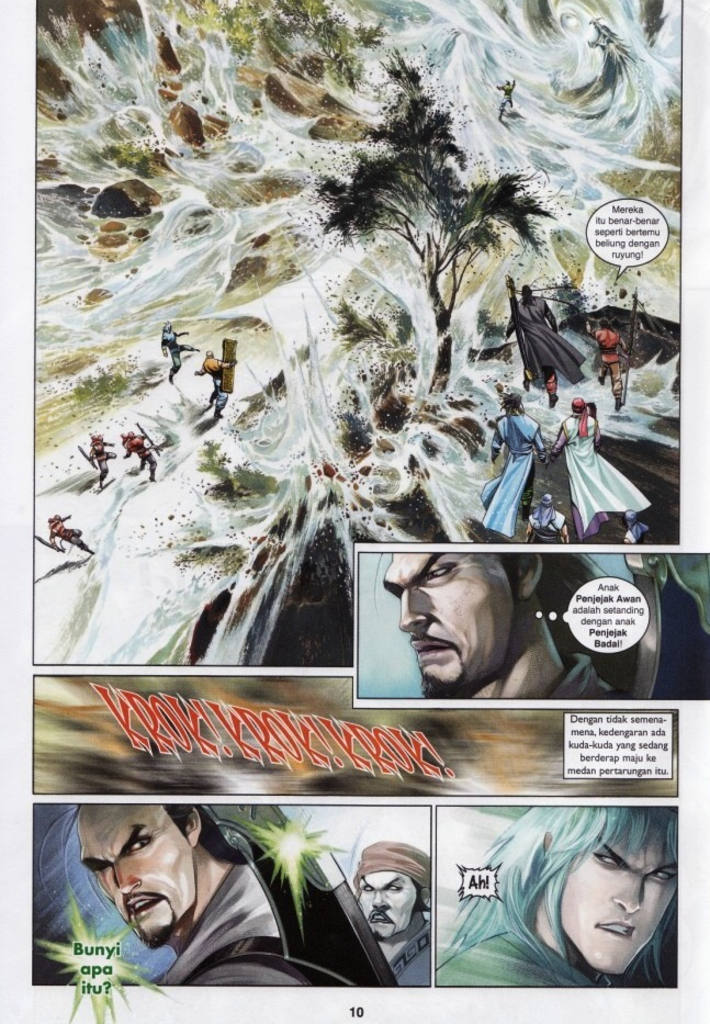 Mereka
itu benar-benar
seperti bertemu
beliung dengan
ruyung!
Anak
Penjejak Awan
adalah setanding
dengan anak
Penjejak
Badai!
KROK! KROK! KROK!
Dengan tidak semena-
mena, kedengaran ada
kuda-kuda yang sedang
berderap maju ke
medan pertarungan itu.
Bunyi
apa
itu?
Ah!
10